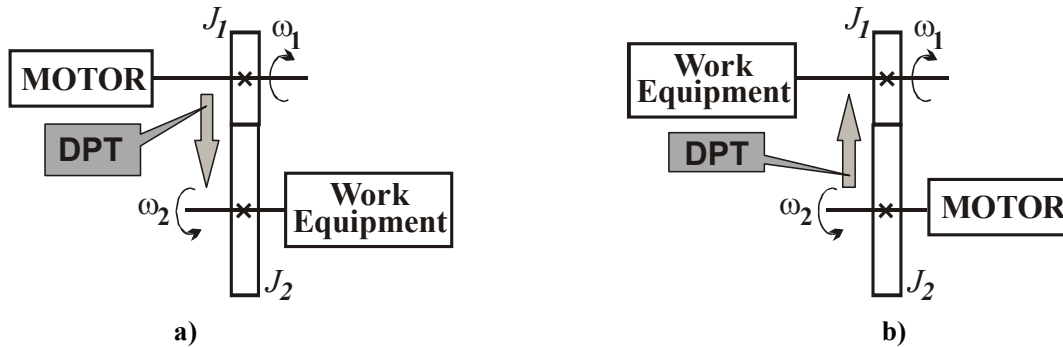 J1
ω1
MOTOR
DPT
ω2
Work
Equipment
J2
a)
J1
ω1
Work
Equipment
DPT
ω2
MOTOR
J2
b)